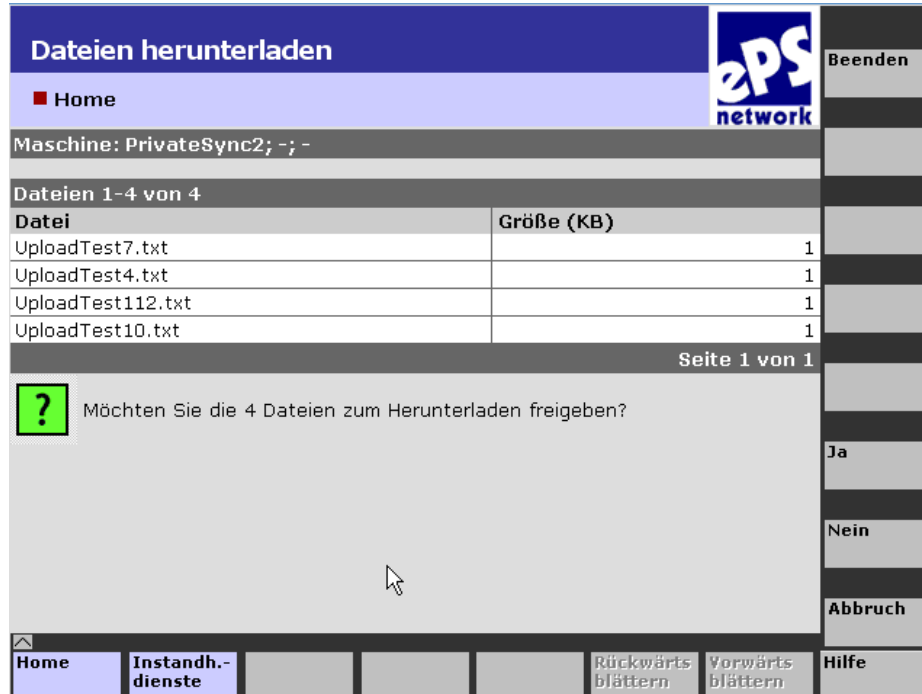 Dateien herunterladen
ePS
network
Home
Beenden
Maschine: PrivateSync2; -; -
Dateien 1-4 von 4
Datei Größe (KB)
UploadTest7.txt 1
UploadTest4.txt 1
UploadTest112.txt 1
UploadTest10.txt 1
Seite 1 von 1
? Möchten Sie die 4 Dateien zum Herunterladen freigeben?
Ja
Nein
Abbruch
Home
Instandh.-
dienste
Rückwärts
blättern
Vorwärts
blättern
Hilfe